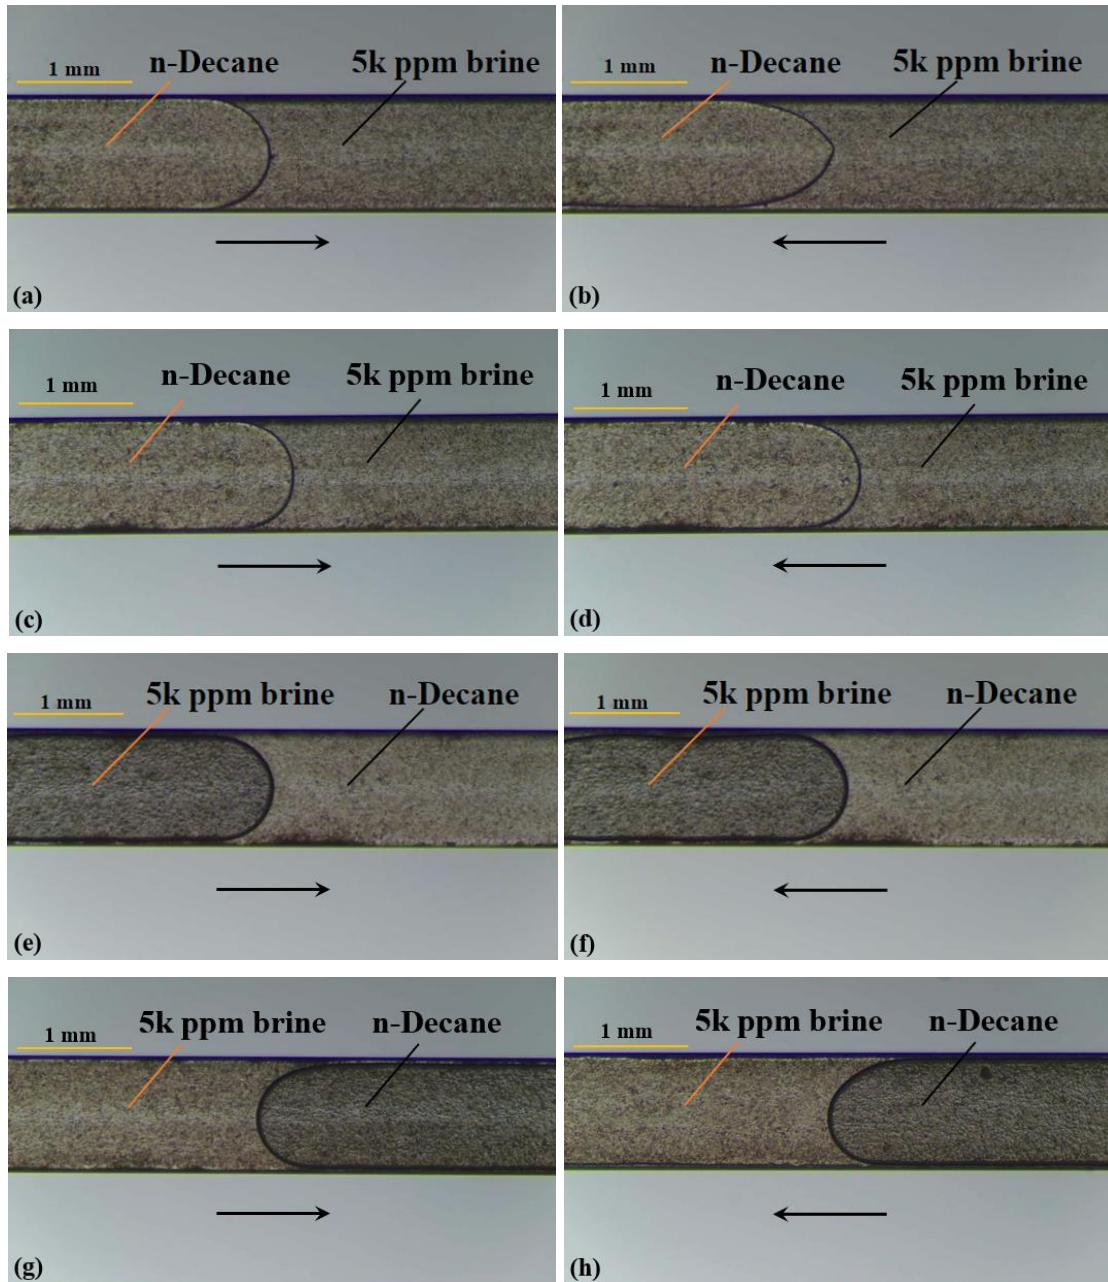 1 mm n-Decane 5k ppm brine
(a)
1 mm n-Decane 5k ppm brine
(b)
1 mm n-Decane 5k ppm brine
(c)
1 mm n-Decane 5k ppm brine
(d)
1 mm 5k ppm brine n-Decane
(e)
1 mm 5k ppm brine n-Decane
(f)
1 mm 5k ppm brine n-Decane
(g)
1 mm 5k ppm brine n-Decane
(h)